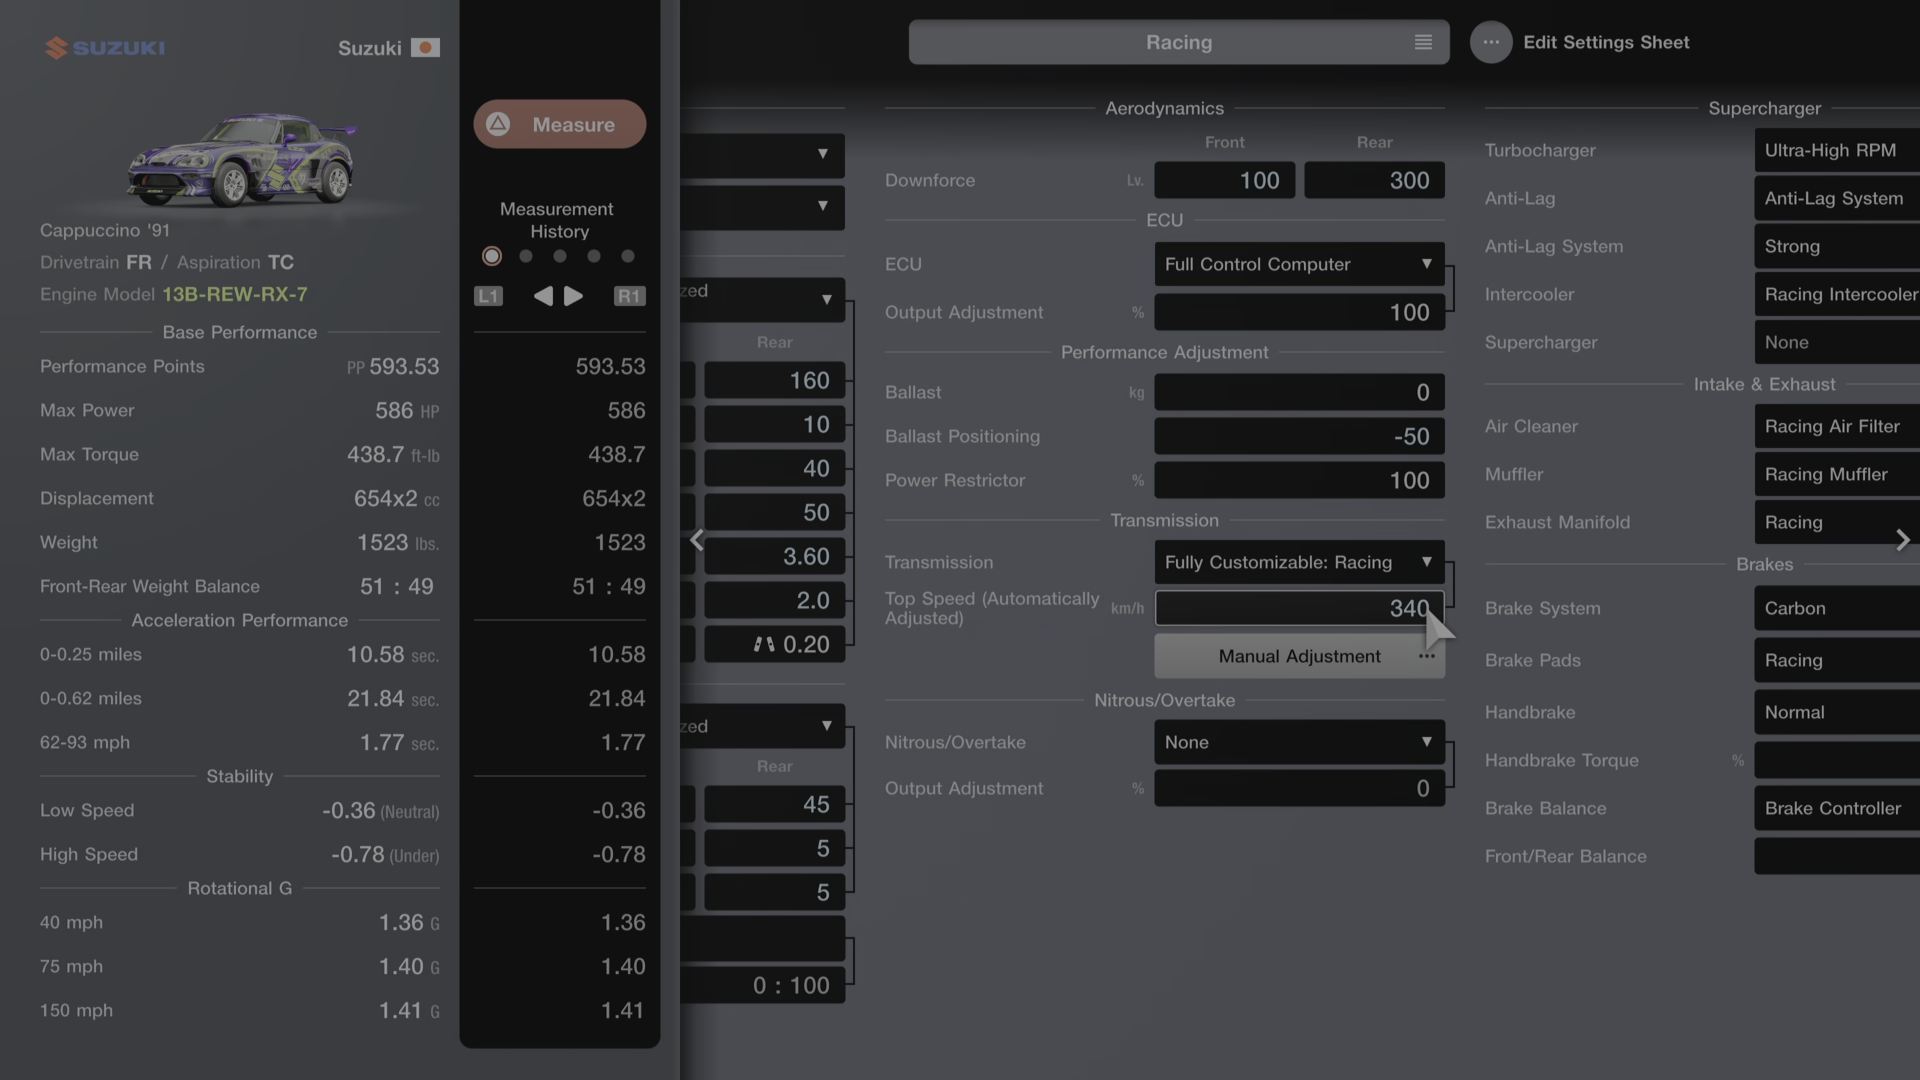 SUZUKI
Suzuki
Cappuccino '91
Drivetrain FR / Aspiration TC
Engine Model 13B-REW-RX-7
Base Performance
Performance Points PP 593.53
Max Power 586 HP
Max Torque 438.7 ft-lb
Displacement 654x2 cc
Weight 1523 lbs.
Front-Rear Weight Balance 51 : 49
Acceleration Performance
0-0.25 miles 10.58 sec.
0-0.62 miles 21.84 sec.
62-93 mph 1.77 sec.
Stability
Low Speed -0.36 (Neutral)
High Speed -0.78 (Under)
Rotational G
40 mph 1.36 G
75 mph 1.40 G
150 mph 1.41 G
Measure
Measurement
History
L1 R1
593.53
586
438.7
654x2
1523
51 : 49
10.58
21.84
1.77
-0.36
-0.78
1.36
1.40
1.41
Racing
Edit Settings Sheet
zed
Rear
160
10
40
50
3.60
2.0
0.20
zed
Rear
45
5
5
0 : 100
Aerodynamics
Front Rear
Downforce Lv. 100 300
ECU
ECU Full Control Computer
Output Adjustment % 100
Performance Adjustment
Ballast kg 0
Ballast Positioning -50
Power Restrictor % 100
Transmission
Transmission Fully Customizable: Racing
Top Speed (Automatically
Adjusted) km/h 340
Manual Adjustment ...
Nitrous/Overtake
Nitrous/Overtake None
Output Adjustment % 0
Supercharger
Turbocharger Ultra-High RPM
Anti-Lag Anti-Lag System
Anti-Lag System Strong
Intercooler Racing Intercooler
Supercharger None
Intake & Exhaust
Air Cleaner Racing Air Filter
Muffler Racing Muffler
Exhaust Manifold Racing
Brakes
Brake System Carbon
Brake Pads Racing
Handbrake Normal
Handbrake Torque %
Brake Balance Brake Controller
Front/Rear Balance